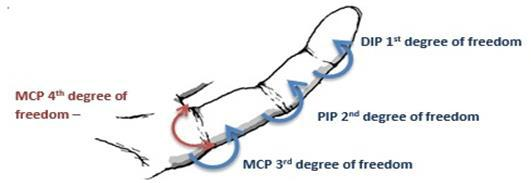 DIP 1st degree of freedom
MCP 4th degree of
freedom –
PIP 2nd degree of freedom
MCP 3rd degree of freedom